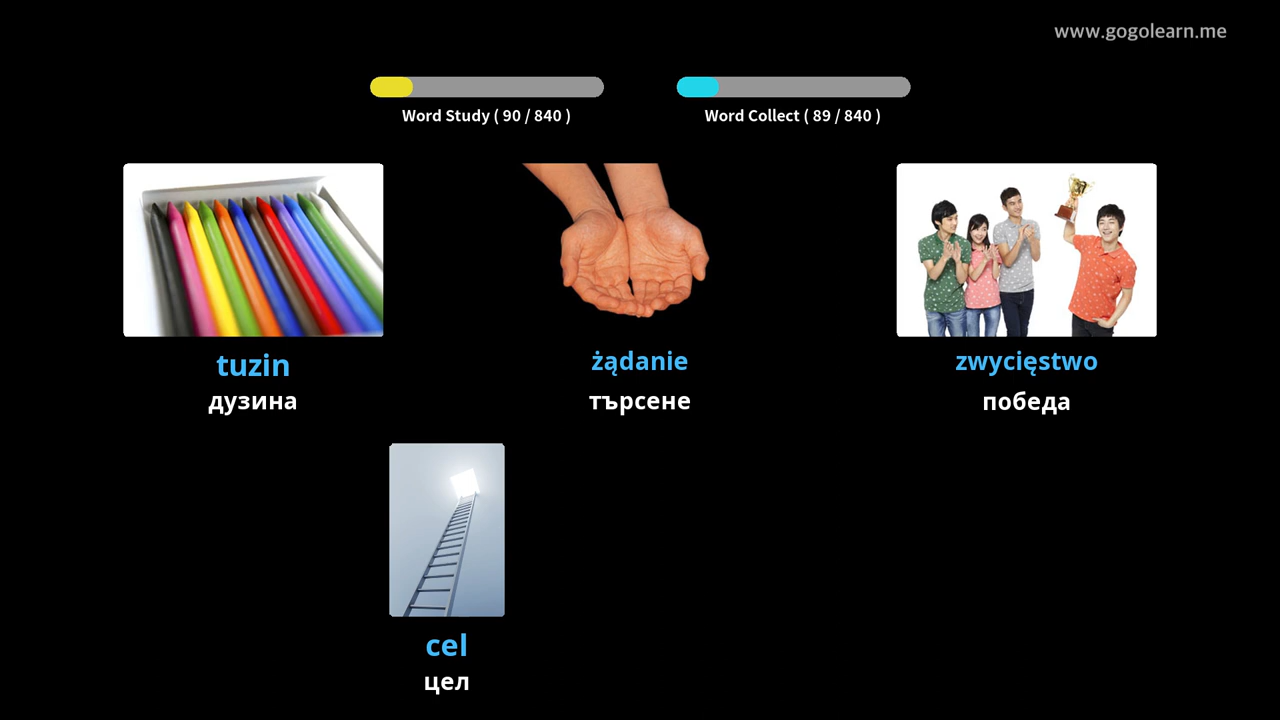 www.gogolearn.me
Word Study ( 90 / 840 )
Word Collect ( 89 / 840 )
tuzin
дузина
żądanie
търсене
zwycięstwo
победа
cel
цел